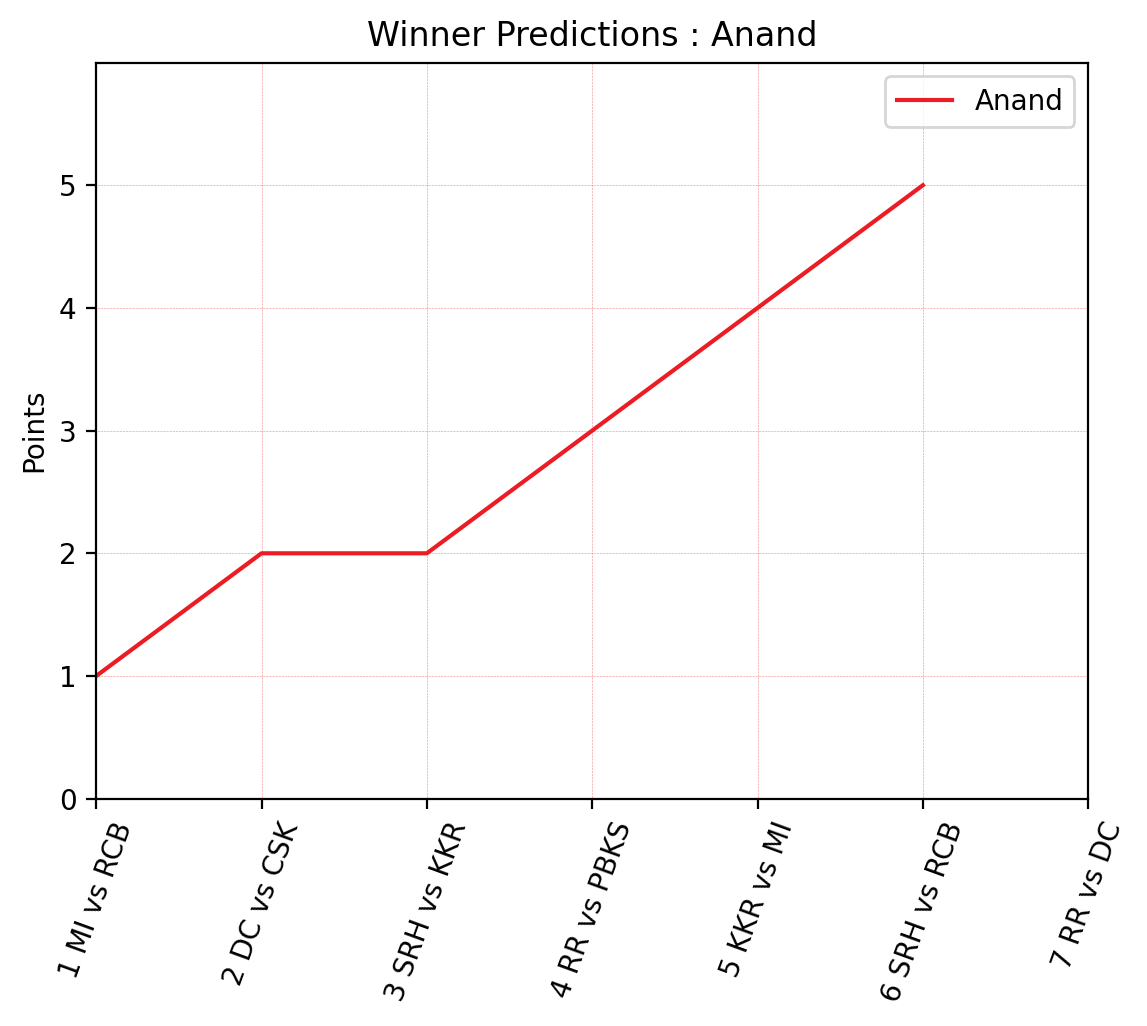 Winner Predictions : Anand
Anand
Points
5
4
3
2
1
0
1 MI vs RCB
2 DC vs CSK
3 SRH vs KKR
4 RR vs PBKS
5 KKR vs MI
6 SRH vs RCB
7 RR vs DC